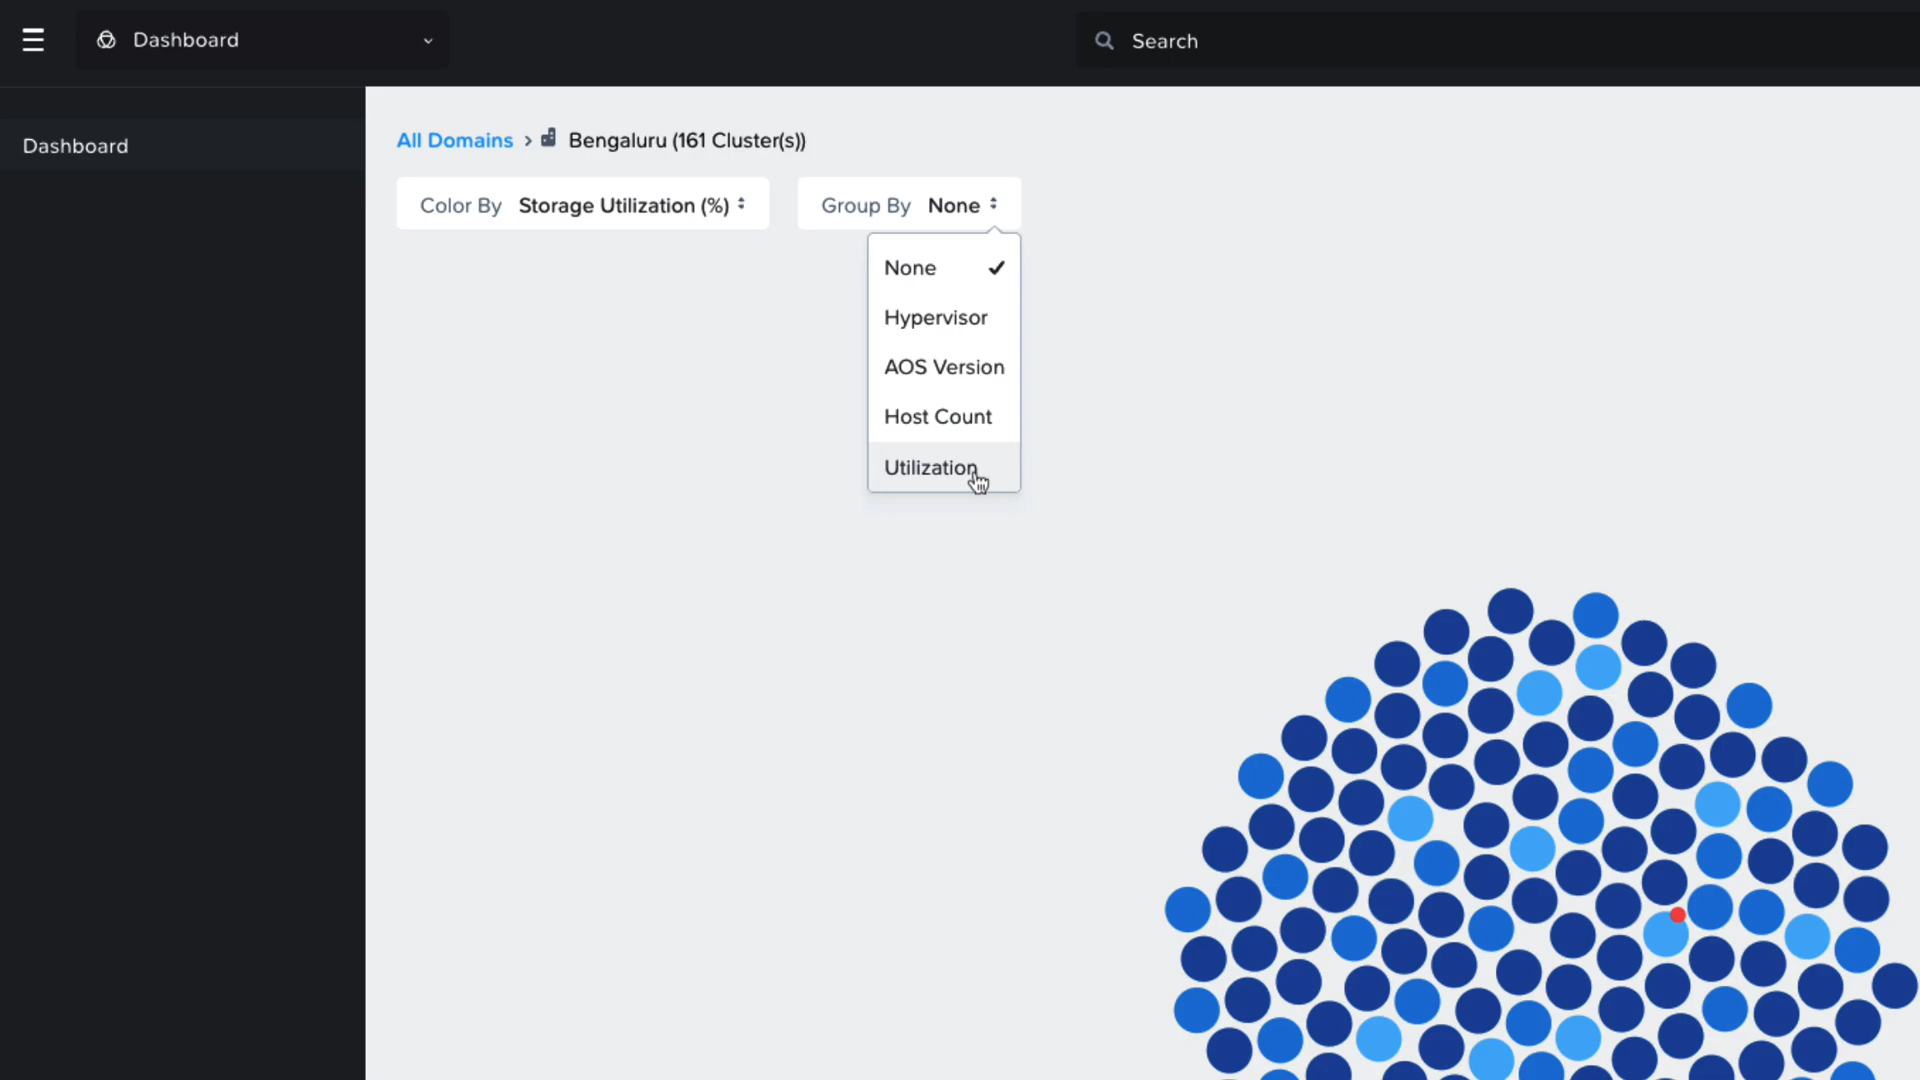 Dashboard
Search
Dashboard
All Domains > Bengaluru (161 Cluster(s))
Color By Storage Utilization (%)
Group By None
None
Hypervisor
AOS Version
Host Count
Utilization